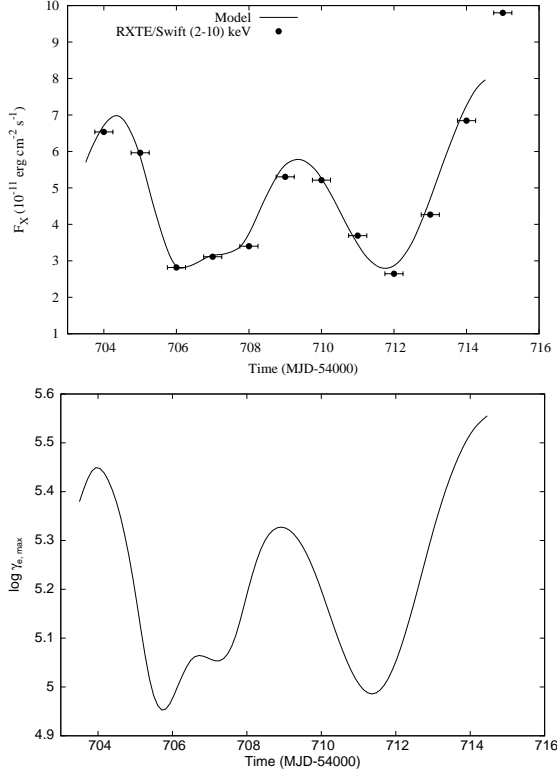 Model
RXTE/Swift (2-10) keV
10
9
8
7
6
5
4
3
2
1
F_X (10^-11 erg cm^-2 s^-1)
704 706 708 710 712 714 716
Time (MJD-54000)
5.6
5.5
5.4
5.3
5.2
5.1
5
4.9
log γ_e, max
704 706 708 710 712 714 716
Time (MJD-54000)